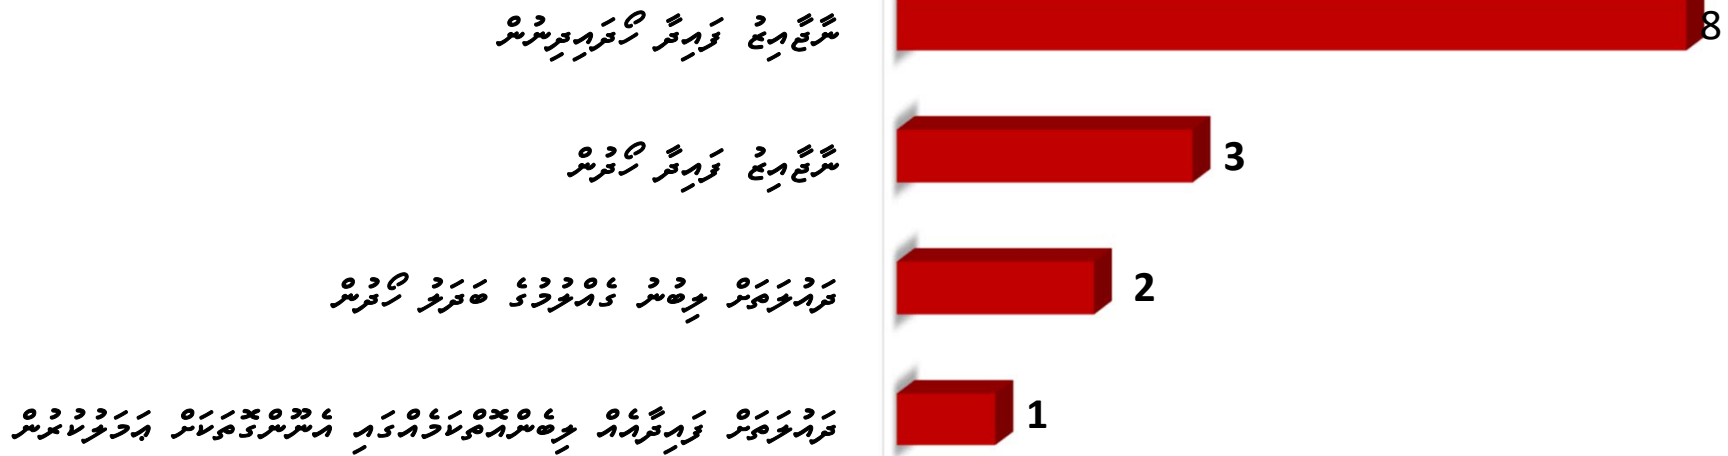 ނާޖާއިޒު ފައިދާ ހޯދައިދިނުން 8
ނާޖާއިޒު ފައިދާ ހޯދުން 3
ދައުލަތަށް ލިބުނު ގެއްލުމުގެ ބަދަލު ހޯދުން 2
ދައުލަތަށް ފައިދާއެއް ލިބެންއޮތްކަމެއްގައި އެނޫންގޮތަކަށް ޢަމަލުކުރުން 1